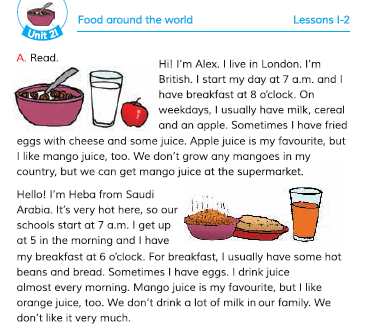 Food around the world
Lessons 1-2
Unit 21
A. Read.
Hi! I'm Alex. I live in London. I'm
British. I start my day at 7 a.m. and I
have breakfast at 8 o'clock. On
weekdays, I usually have milk, cereal
and an apple. Sometimes I have fried
eggs with cheese and some juice. Apple juice is my favourite, but
I like mango juice, too. We don't grow any mangoes in my
country, but we can get mango juice at the supermarket.
Hello! I'm Heba from Saudi
Arabia. It's very hot here, so our
schools start at 7 a.m. I get up
at 5 in the morning and I have
my breakfast at 6 o'clock. For breakfast, I usually have some hot
beans and bread. Sometimes I have eggs. I drink juice
almost every morning. Mango juice is my favourite, but I like
orange juice, too. We don't drink a lot of milk in our family. We
don't like it very much.